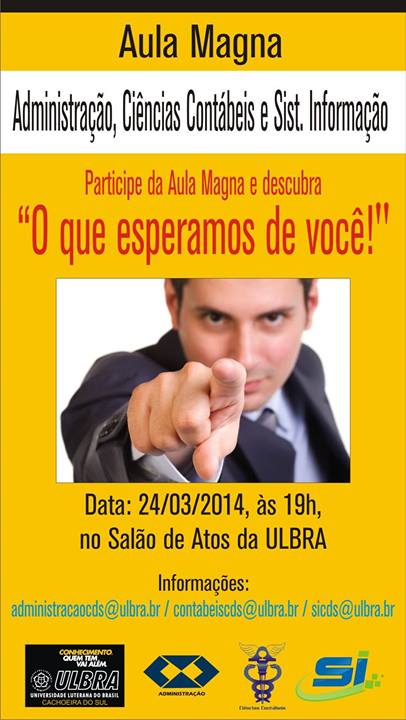 Aula Magna
Administração, Ciências Contábeis e Sist. Informação
Participe da Aula Magna e descubra
“O que esperamos de você!"
Data: 24/03/2014, às 19h,
no Salão de Atos da ULBRA
Informações:
administracaocds@ulbra.br / contabeiscds@ulbra.br / sicds@ulbra.br
CONHECIMENTO.
QUEM TEM
VAI ALÉM.
ULBRA
UNIVERSIDADE LUTERANA DO BRASIL
CACHOEIRA DO SUL
ADMINISTRAÇÃO
Ciências Contábeis
SI